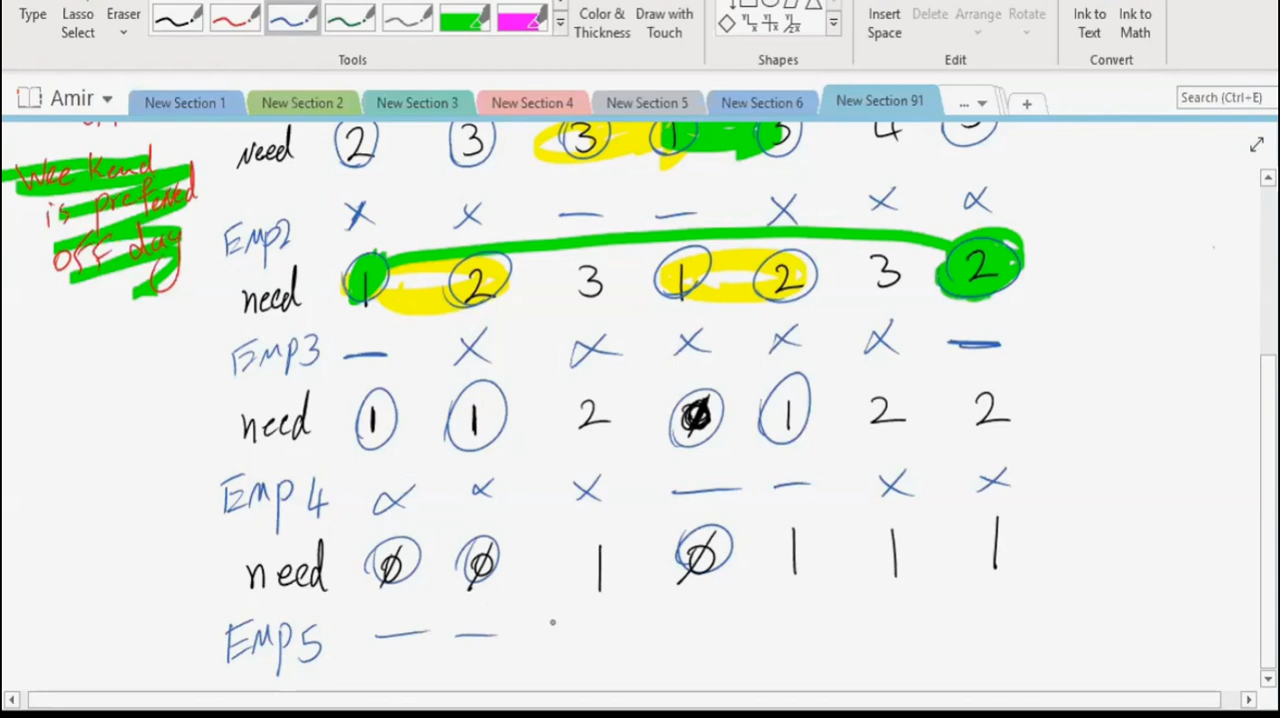 Type Lasso Select Eraser Color & Thickness Draw with Touch Insert Space Delete Arrange Rotate Ink to Text Ink to Math
Tools Shapes Edit Convert
Amir New Section 1 New Section 2 New Section 3 New Section 4 New Section 5 New Section 6 New Section 91 ... + Search (Ctrl+E)
Weekend
is preferred
OFF day
Need 2 3 3 1 3 4
EMP2 X X — — X X X
need 1 2 3 1 2 3 2
EMP3 — X X X X X —
need 1 1 2 0 1 2 2
EMP 4 X X X — — X X
need 0 0 1 0 1 1 1
EMP5 — —